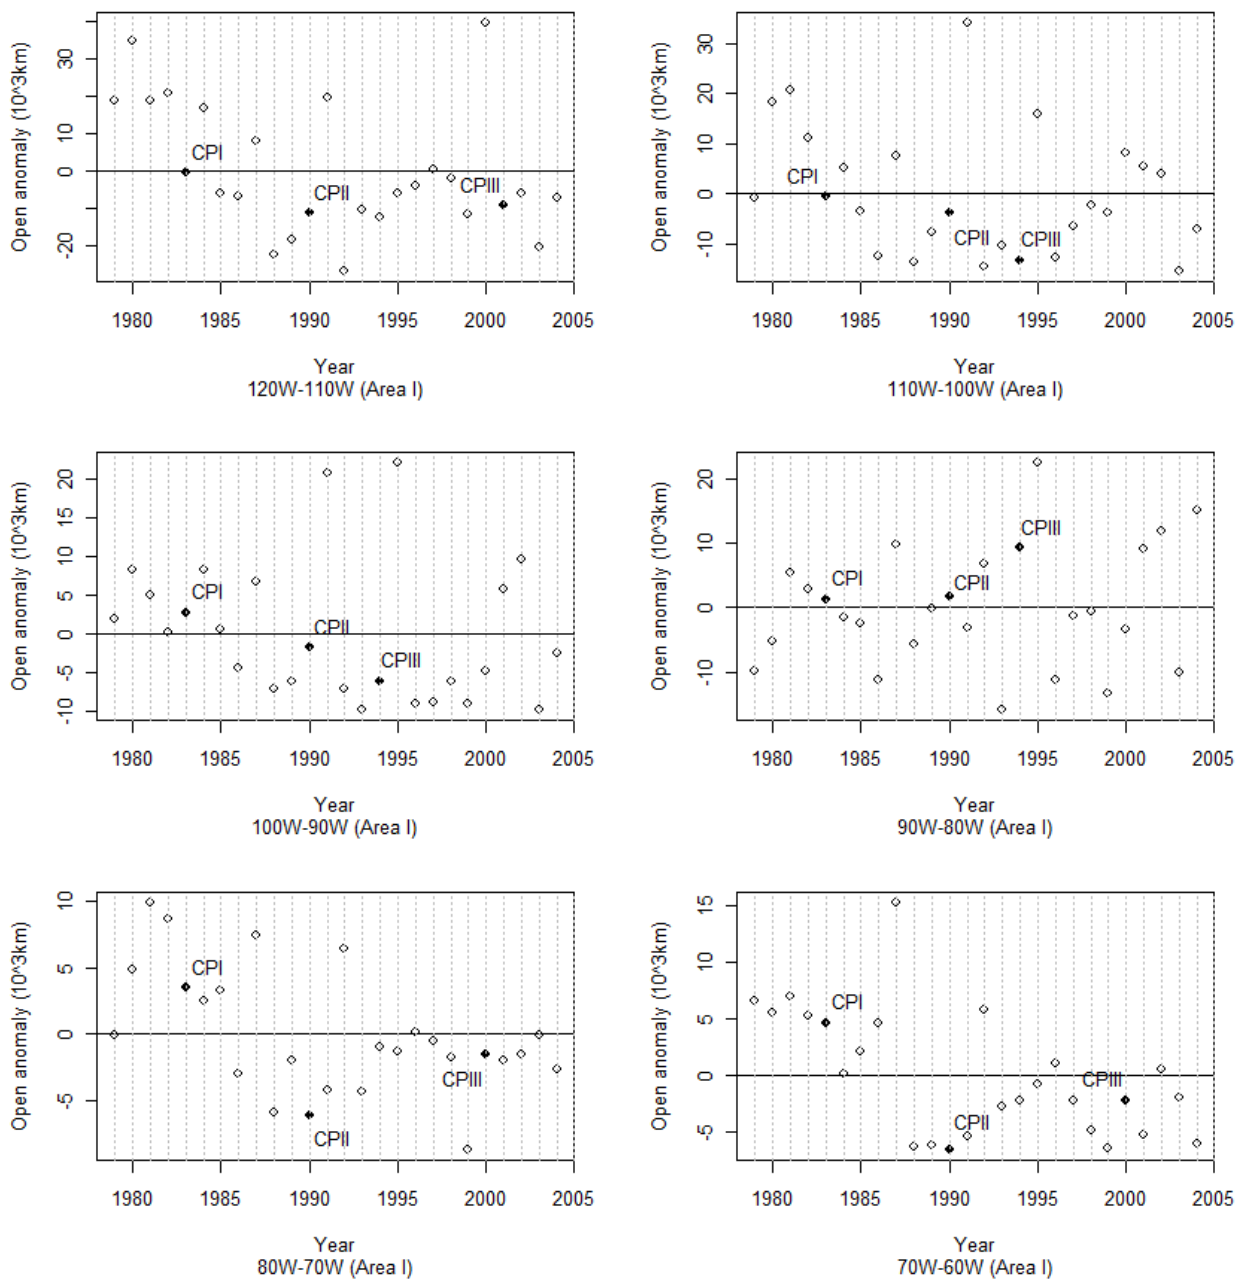 Open anomaly (10^3km)
30
10
0
-20
CPI
CPII
CPIII
1980 1985 1990 1995 2000 2005
Year
120W-110W (Area I)
Open anomaly (10^3km)
30
20
10
0
-10
CPI
CPII
CPIII
1980 1985 1990 1995 2000 2005
Year
110W-100W (Area I)
Open anomaly (10^3km)
20
15
10
5
0
-5
-10
CPI
CPII
CPIII
1980 1985 1990 1995 2000 2005
Year
100W-90W (Area I)
Open anomaly (10^3km)
20
10
0
-10
CPI
CPII
CPIII
1980 1985 1990 1995 2000 2005
Year
90W-80W (Area I)
Open anomaly (10^3km)
10
5
0
-5
CPI
CPII
CPIII
1980 1985 1990 1995 2000 2005
Year
80W-70W (Area I)
Open anomaly (10^3km)
15
10
5
0
-5
CPI
CPII
CPIII
1980 1985 1990 1995 2000 2005
Year
70W-60W (Area I)